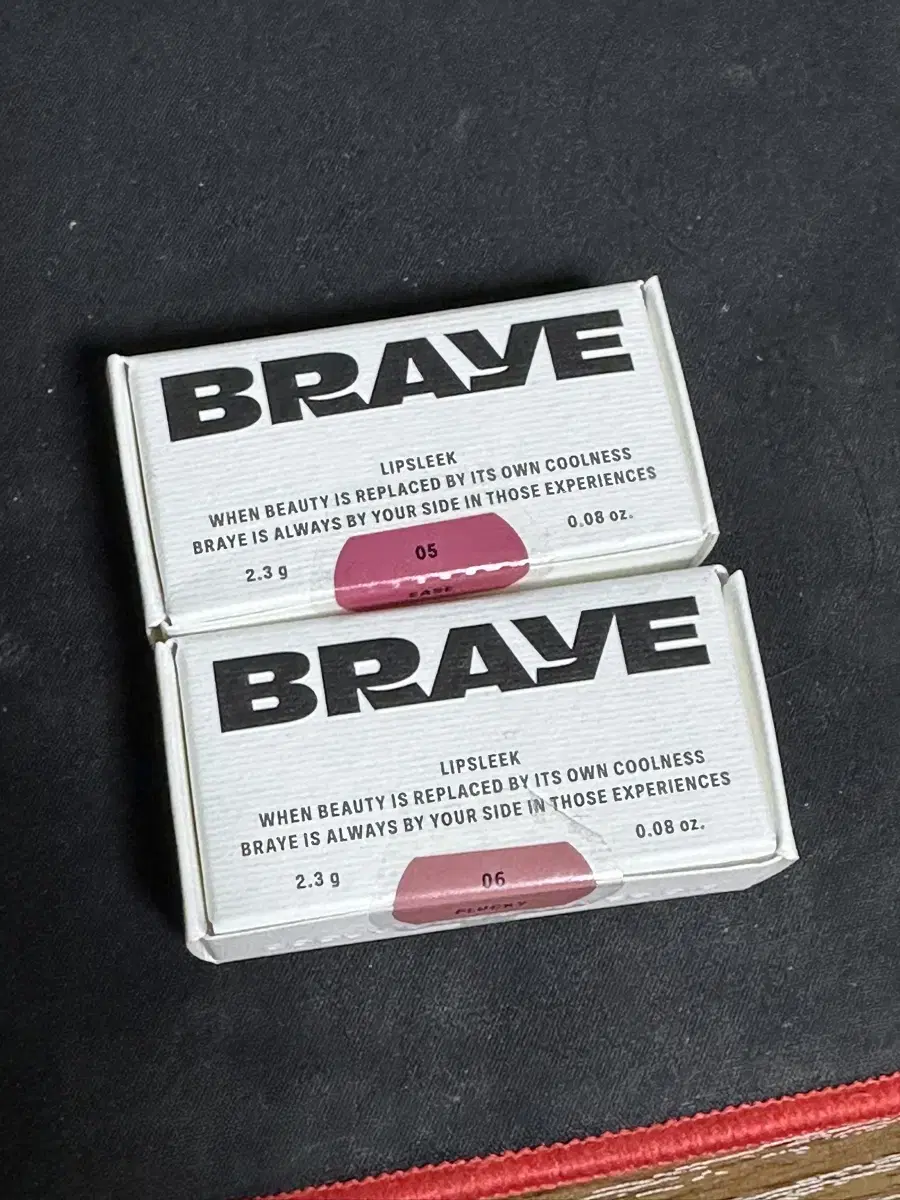 BRAYE
LIPSLEEK
WHEN BEAUTY IS REPLACED BY ITS OWN COOLNESS
BRAYE IS ALWAYS BY YOUR SIDE IN THOSE EXPERIENCES
2.3 g
05
0.08 oz.
EASE
BRAYE
LIPSLEEK
WHEN BEAUTY IS REPLACED BY ITS OWN COOLNESS
BRAYE IS ALWAYS BY YOUR SIDE IN THOSE EXPERIENCES
2.3 g
06
0.08 oz.
PLUCKY